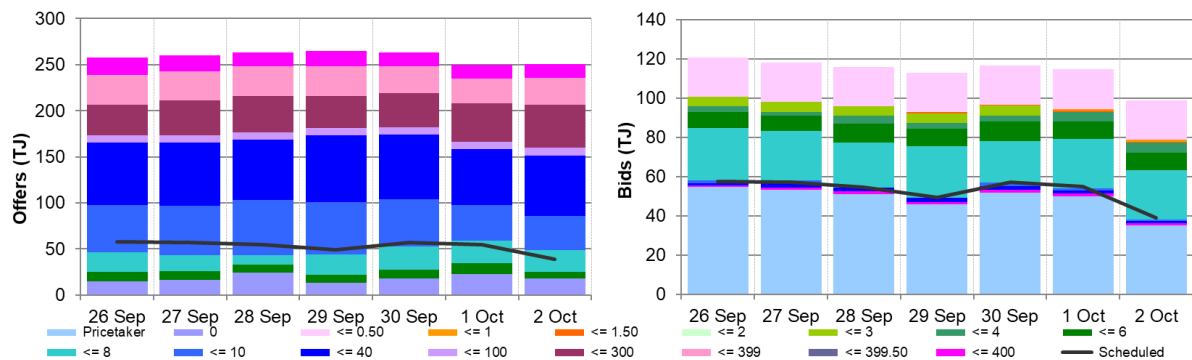 300
250
200
150
100
50
0
Offers (TJ)
26 Sep 27 Sep 28 Sep 29 Sep 30 Sep 1 Oct 2 Oct
140
120
100
80
60
40
20
0
Bids (TJ)
26 Sep 27 Sep 28 Sep 29 Sep 30 Sep 1 Oct 2 Oct
Pricetaker 0 <= 0.50 <= 1 <= 1.50 <= 2 <= 3 <= 4 <= 6
<= 8 <= 10 <= 40 <= 100 <= 300 <= 399 <= 399.50 <= 400 Scheduled